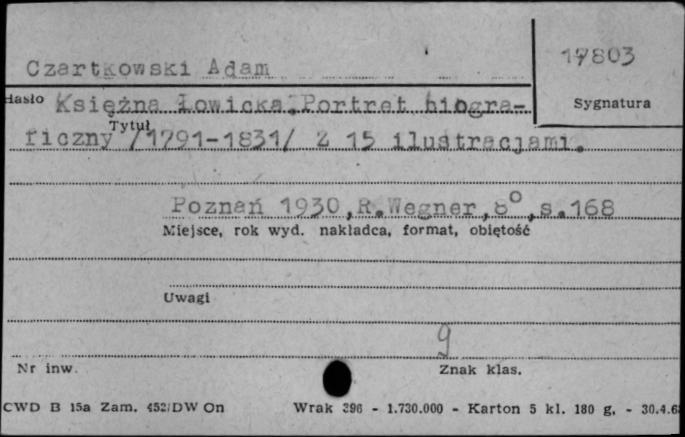 17803
Czartkowski Adam
Hasło Sygnatura
Księżna Łowicka.Portret biogra-
Tytuł
ficzny /1791-1831/ Z 15 ilustracjami.
Poznań 1930,R.Wegner,8°,s.168
Miejsce, rok wyd. nakładca, format, objętość
Uwagi
9
Nr inw. Znak klas.
CWD B 15a Zam. 452/DW On Wrak 396 - 1.730.000 - Karton 5 kl. 180 g. - 30.4.6